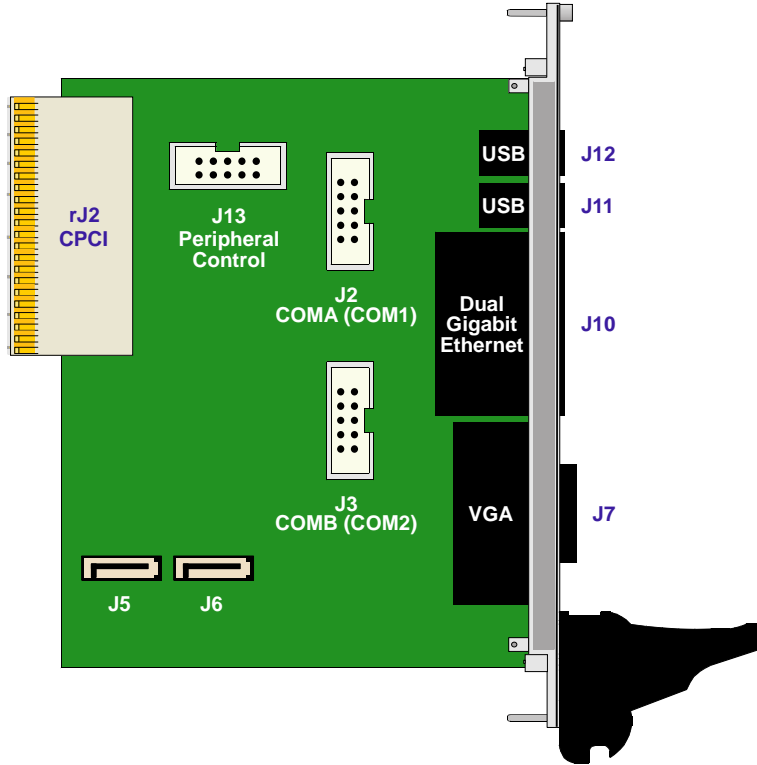 USB
J12
USB
J11
rJ2
CPCI
J13
Peripheral
Control
J2
COMA (COM1)
Dual
Gigabit
Ethernet
J10
J3
COMB (COM2)
VGA
J7
J5
J6